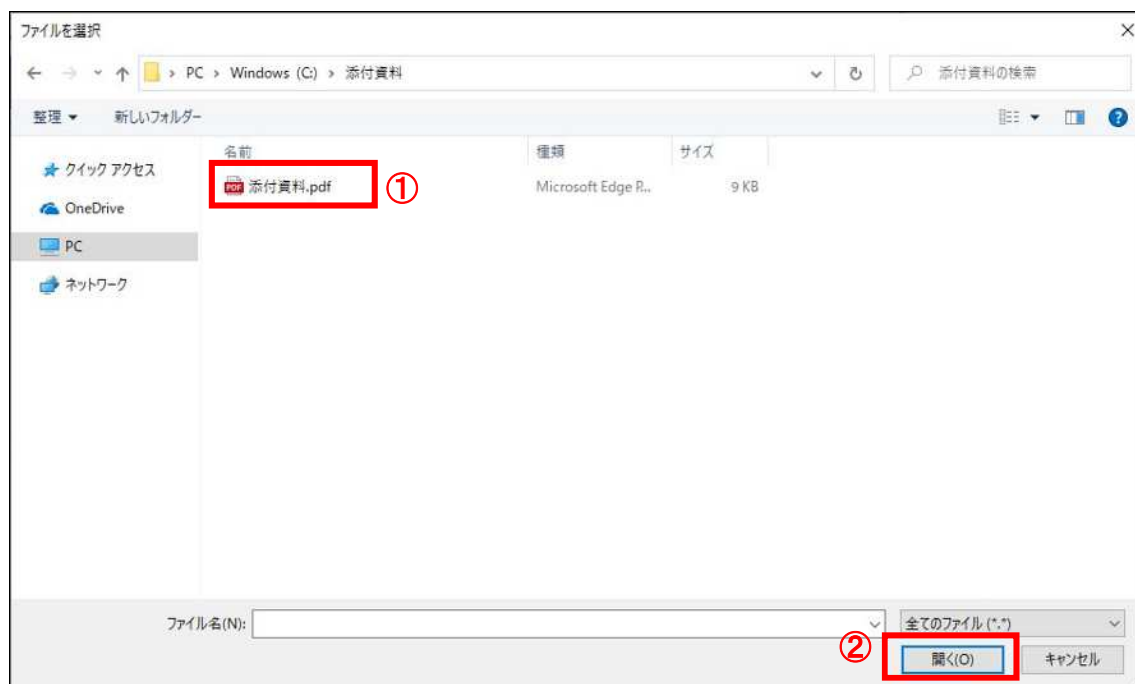 ファイルを選択
PC › Windows (C:) › 添付資料
添付資料の検索
整理
新しいフォルダー
名前 種類 サイズ
クイック アクセス
添付資料.pdf ① Microsoft Edge P... 9 KB
OneDrive
PC
ネットワーク
ファイル名(N):
全てのファイル (*.*)
② 開く(O) キャンセル